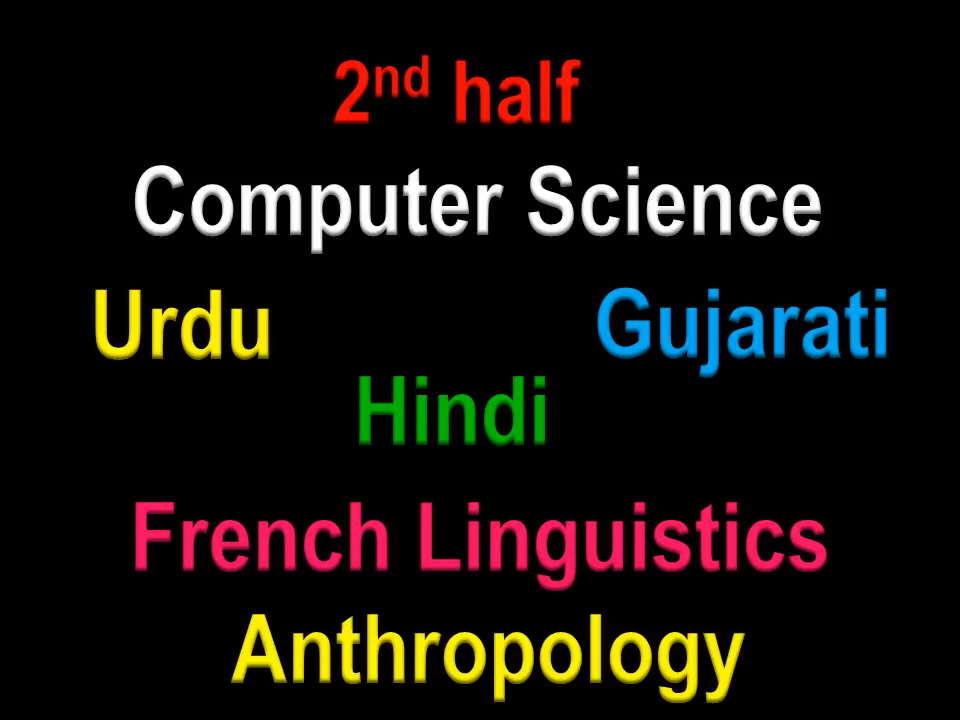 2nd half
Computer Science
Urdu Gujarati
Hindi
French Linguistics
Anthropology